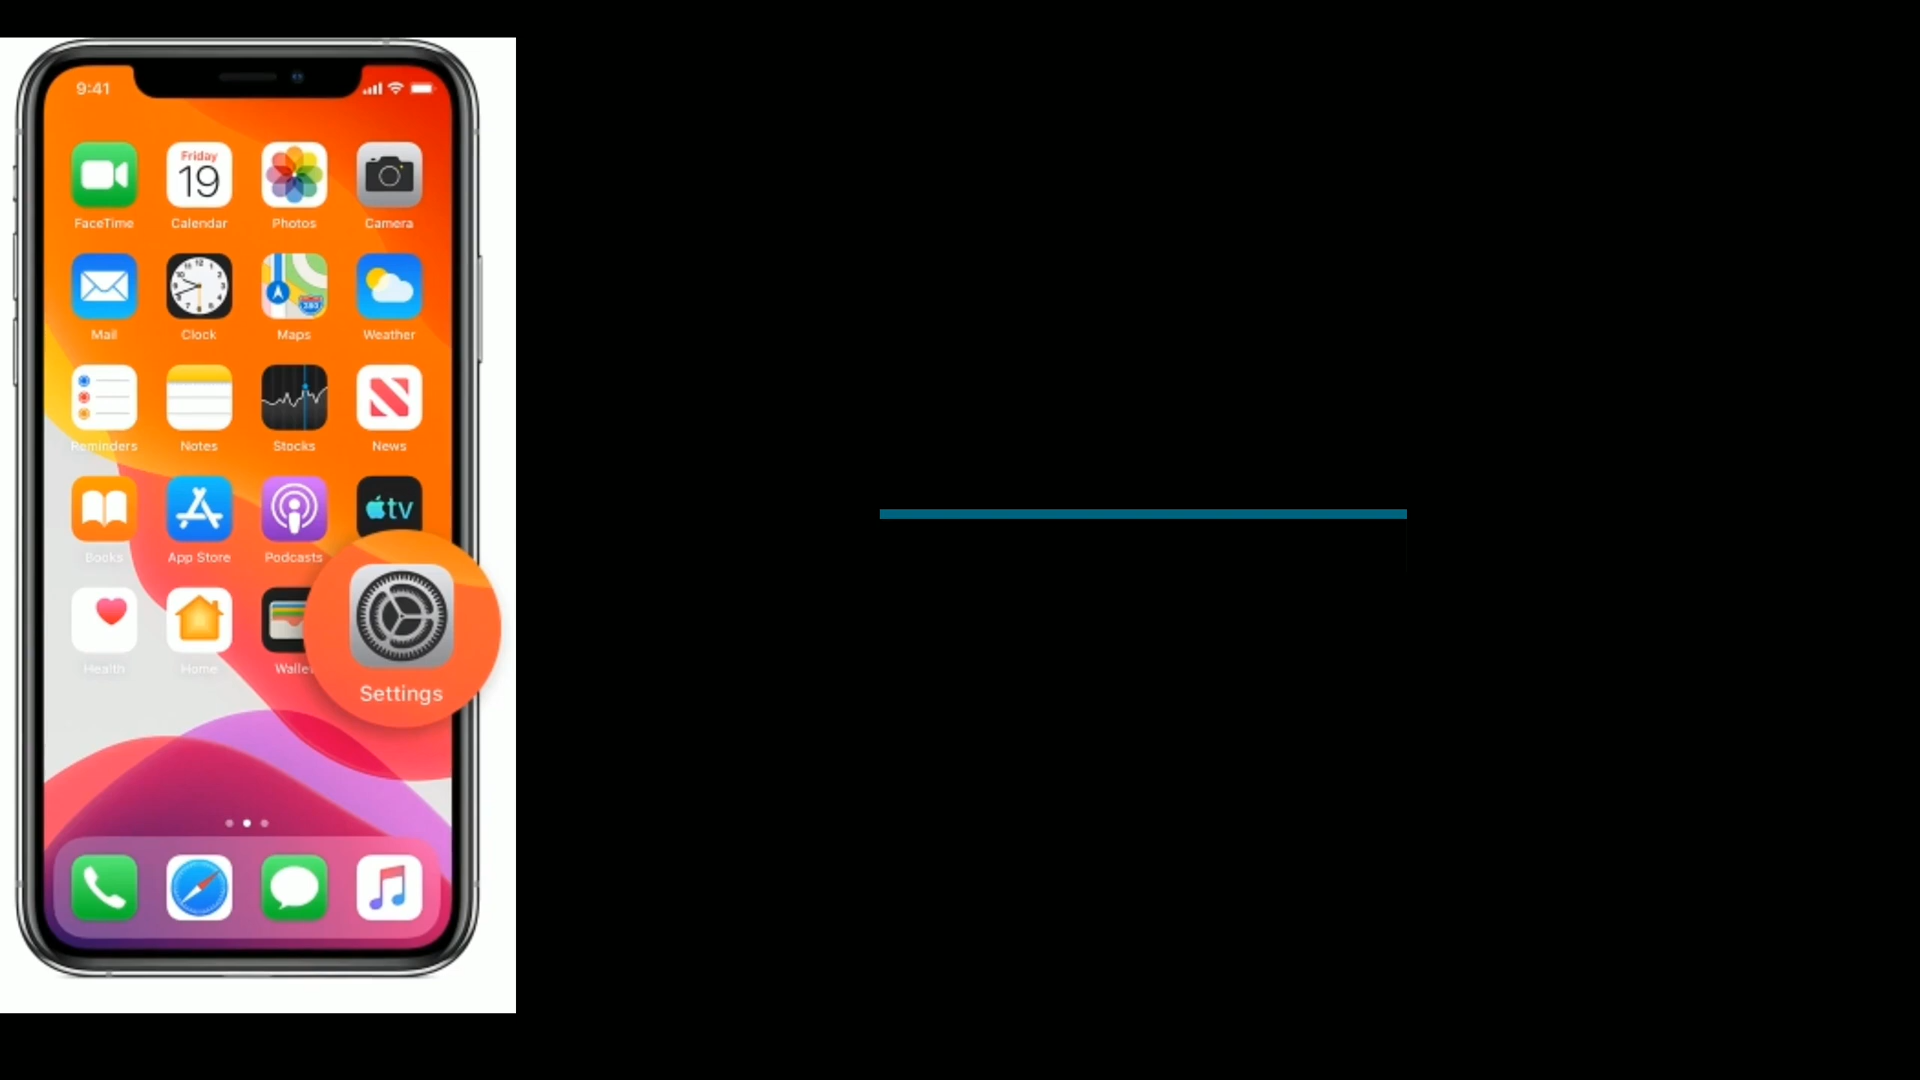 9:41
Friday
19
FaceTime Calendar Photos Camera
Mail Clock Maps Weather
Reminders Notes Stocks News
tv
Books App Store Podcasts
Health Home Walle
Settings